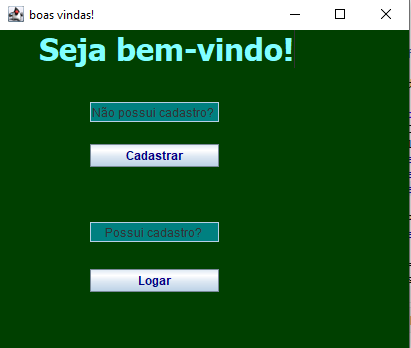 boas vindas!
Seja bem-vindo!
Não possui cadastro?
Cadastrar
Possui cadastro?
Logar